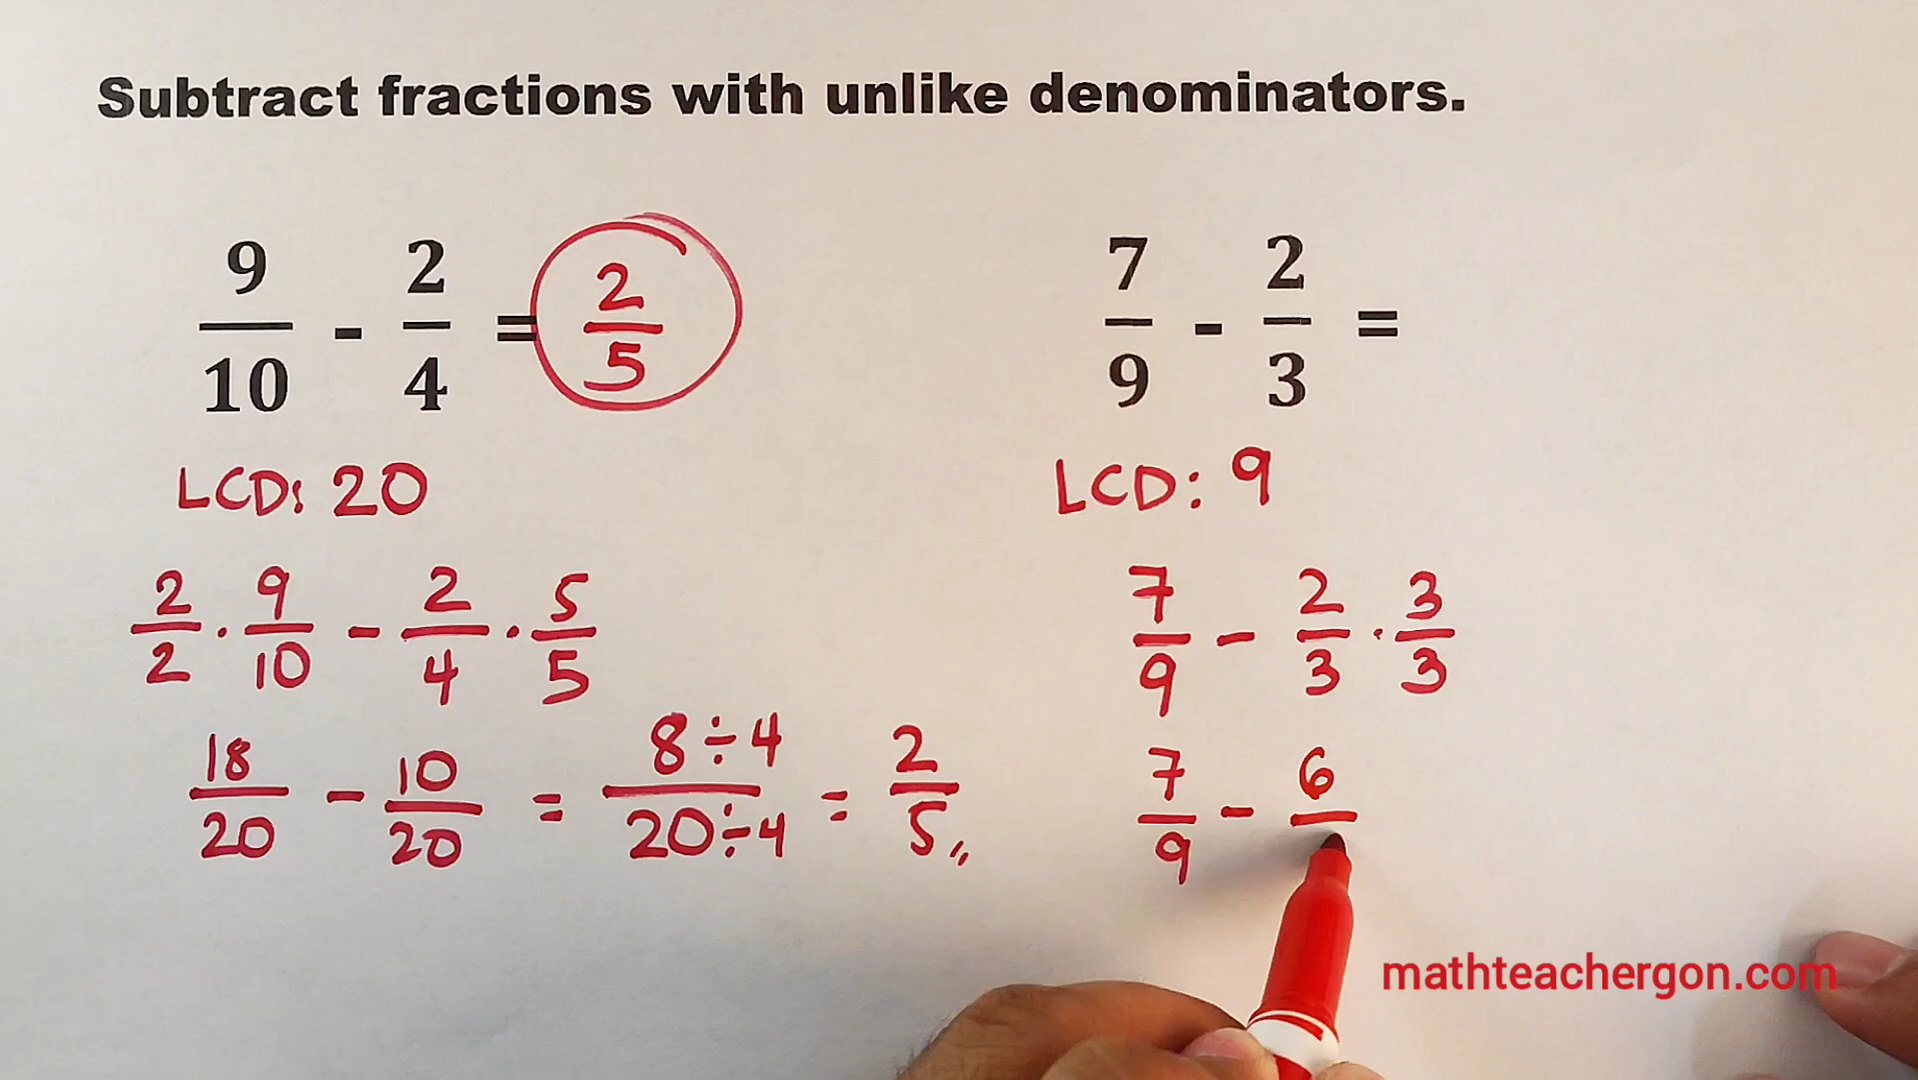 Subtract fractions with unlike denominators.
9/10 - 2/4 = 2/5
LCD: 20
2/2 · 9/10 - 2/4 · 5/5
18/20 - 10/20 = 8÷4/20÷4 = 2/5 〃
7/9 - 2/3 =
LCD: 9
7/9 - 2/3 · 3/3
7/9 - 6/
mathteachergon.com